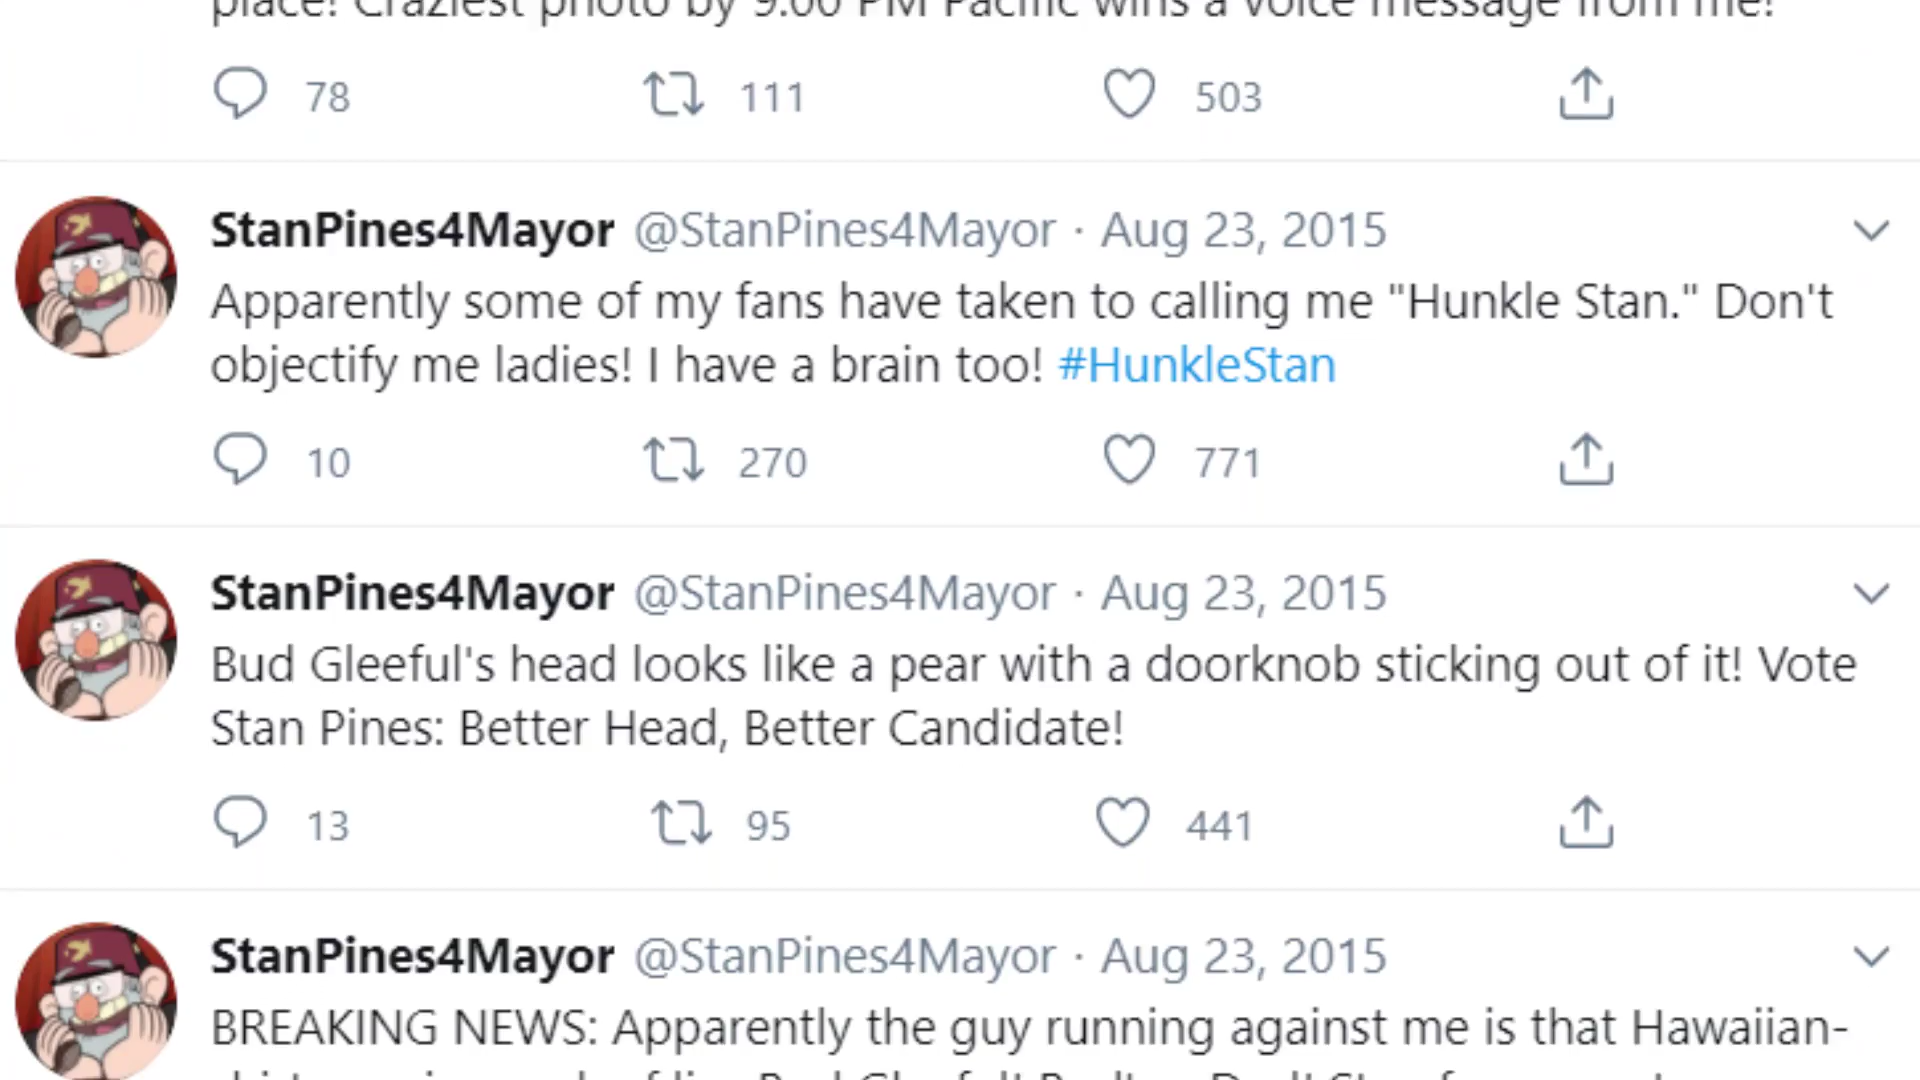 place! Craziest photo by 9:00 PM Pacific wins a voice message from me!
78 111 503
StanPines4Mayor @StanPines4Mayor · Aug 23, 2015
Apparently some of my fans have taken to calling me "Hunkle Stan." Don't
objectify me ladies! I have a brain too! #HunkleStan
10 270 771
StanPines4Mayor @StanPines4Mayor · Aug 23, 2015
Bud Gleeful's head looks like a pear with a doorknob sticking out of it! Vote
Stan Pines: Better Head, Better Candidate!
13 95 441
StanPines4Mayor @StanPines4Mayor · Aug 23, 2015
BREAKING NEWS: Apparently the guy running against me is that Hawaiian-